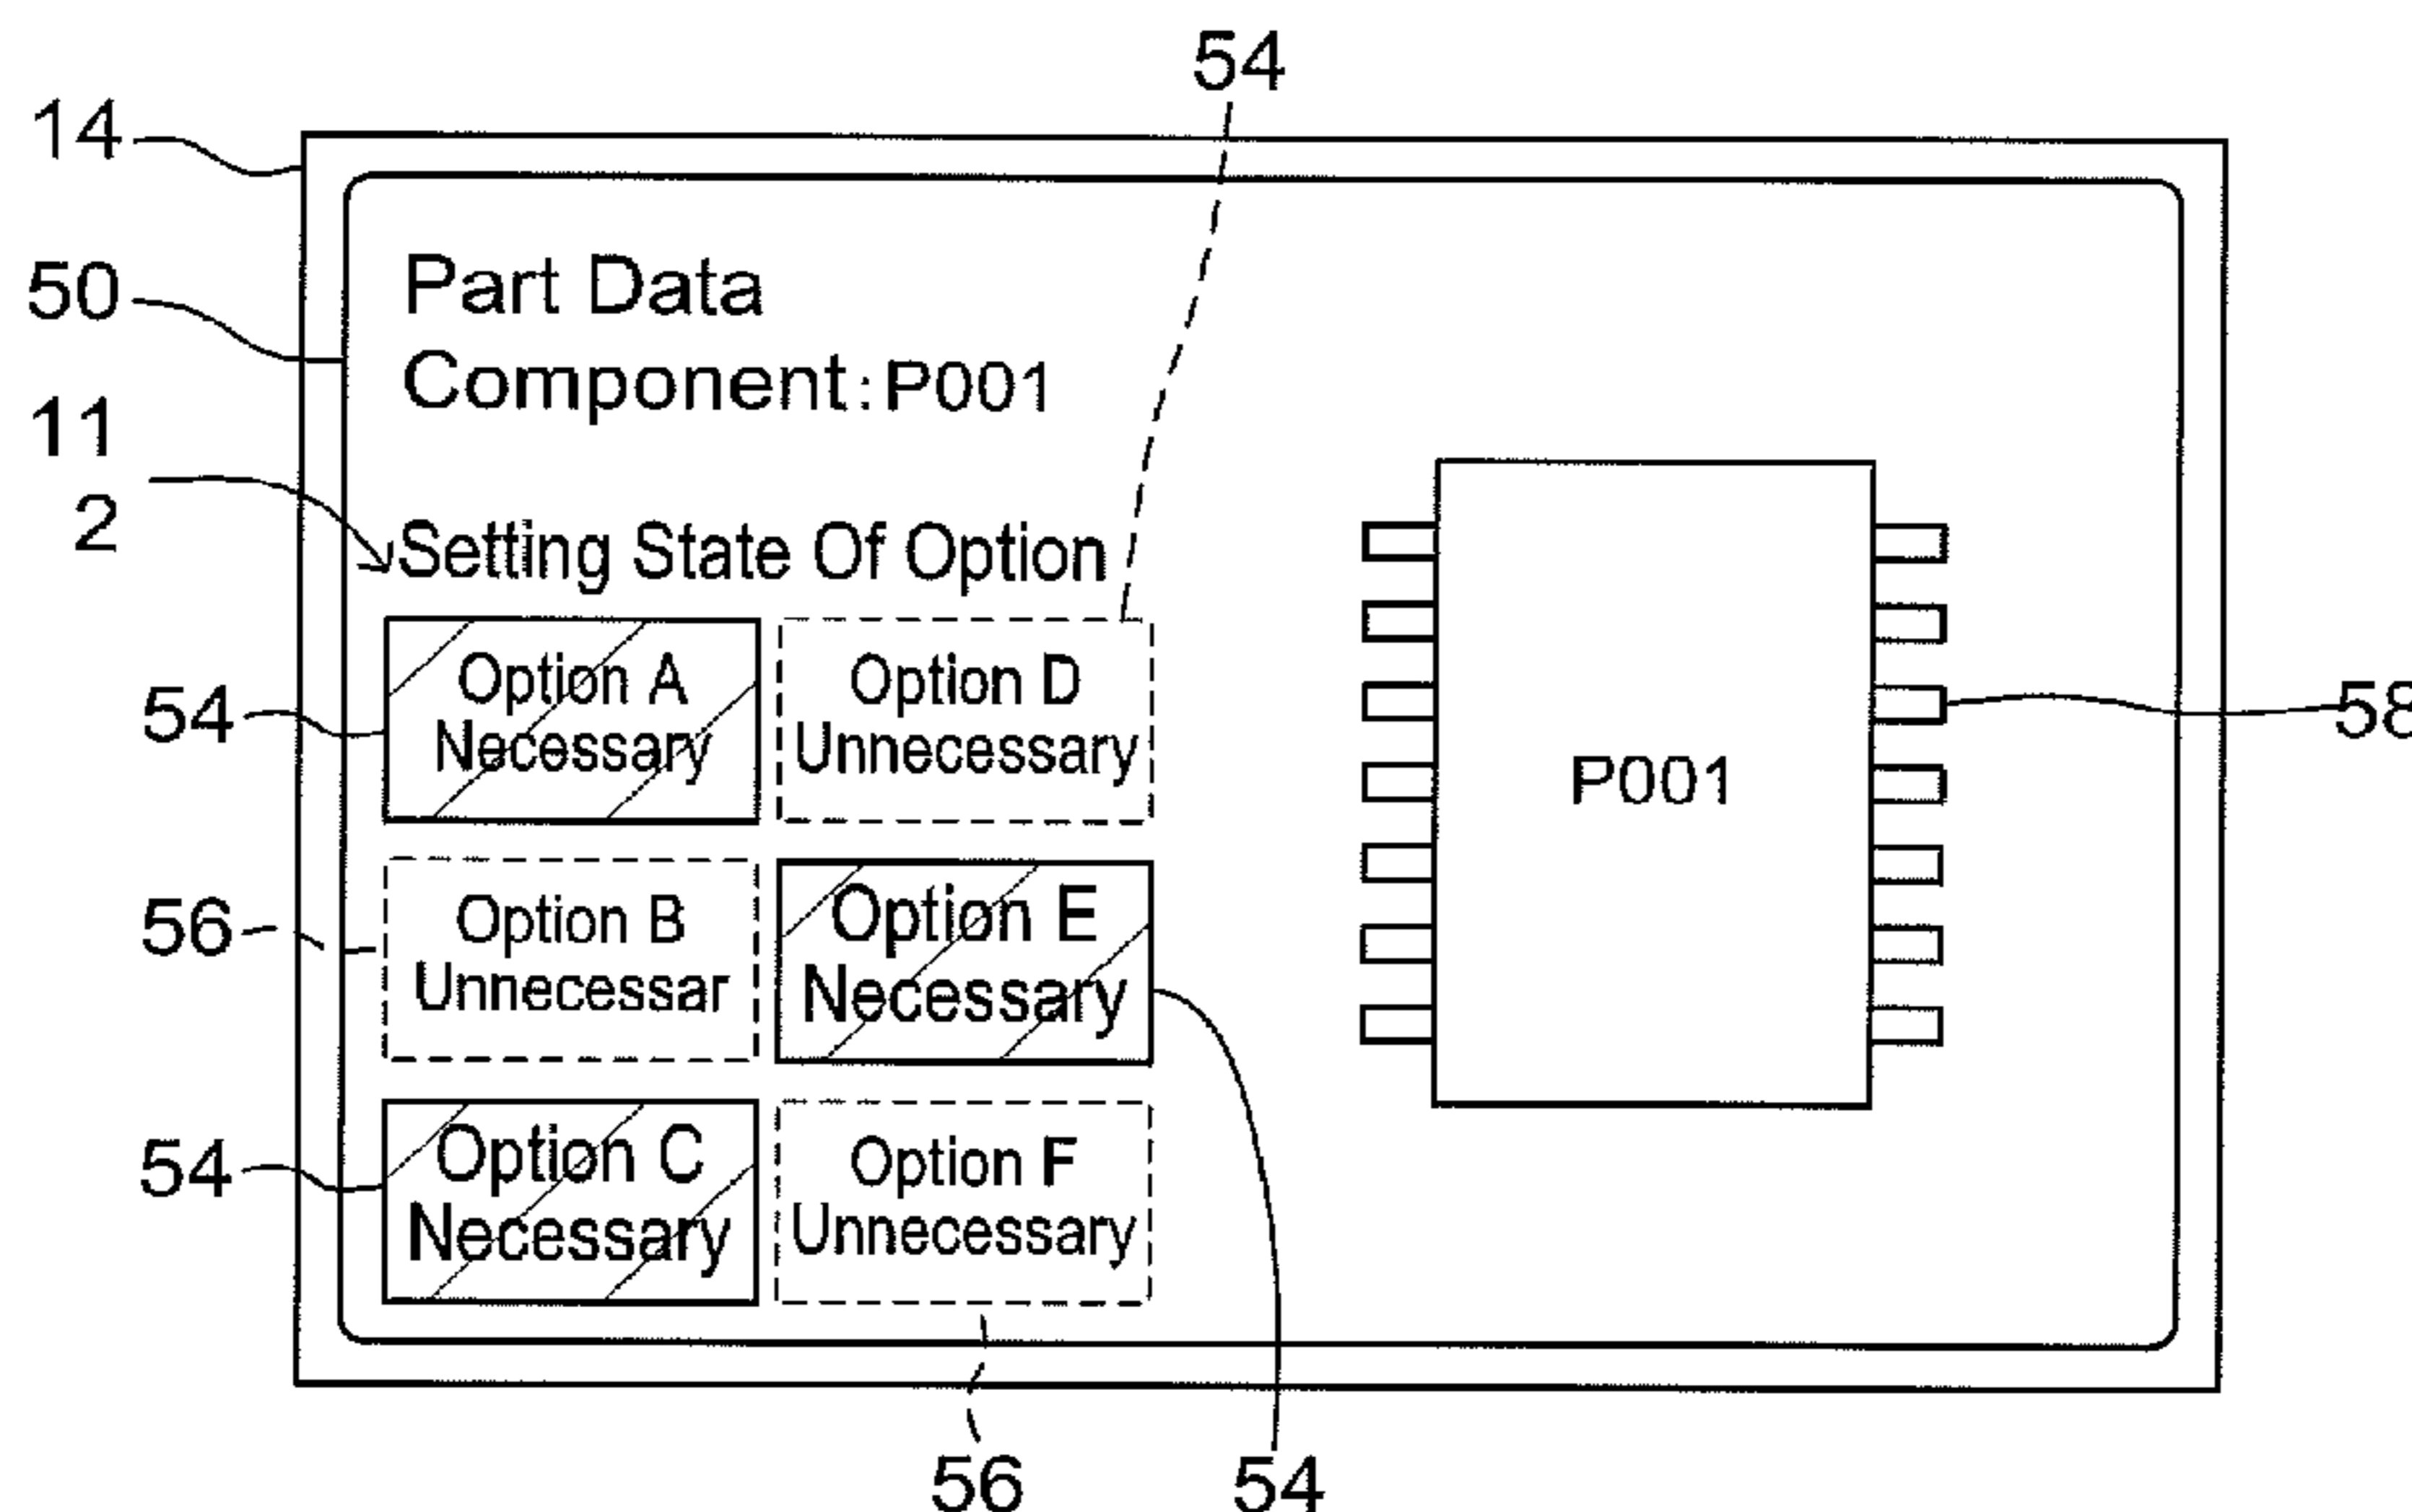 54
14
50
Part Data
Component:P001
11
2
Setting State Of Option
54
Option A
Necessary
Option D
Unnecessary
58
P001
56
Option B
Unnecessar
Option E
Necessary
54
Option C
Necessary
Option F
Unnecessary
56
54